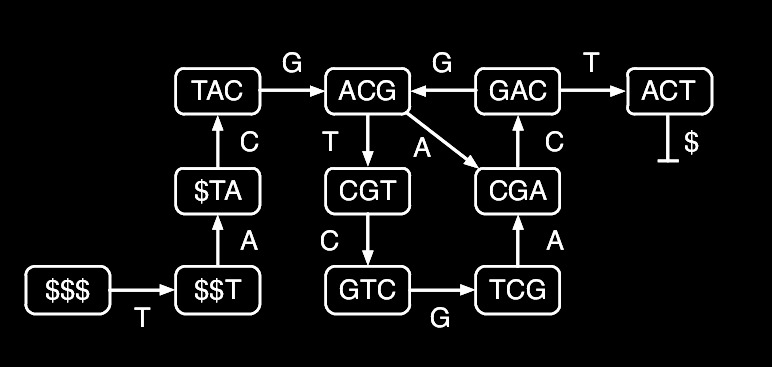 G G T
TAC ACG GAC ACT
C T A C $
$TA CGT CGA
A C A
$$$ $$T GTC TCG
T G